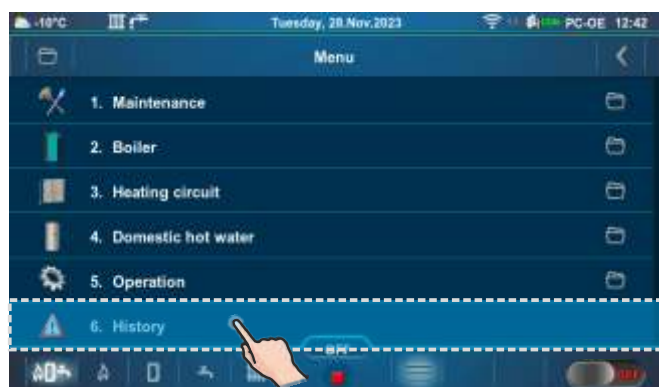 -10°C Tuesday, 28.Nov.2023 PC-OE 12:42
Menu
1. Maintenance
2. Boiler
3. Heating circuit
4. Domestic hot water
5. Operation
6. History
OFF